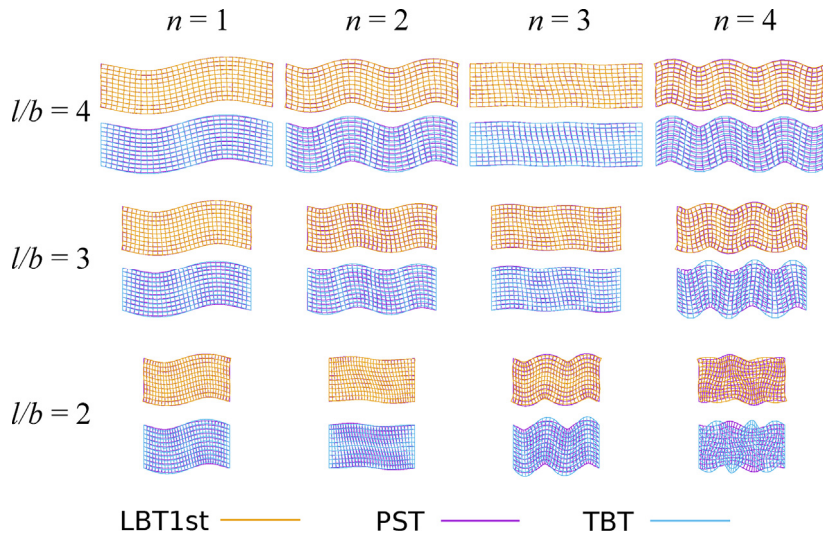 n = 1 n = 2 n = 3 n = 4
l/b = 4
l/b = 3
l/b = 2
LBT1st PST TBT